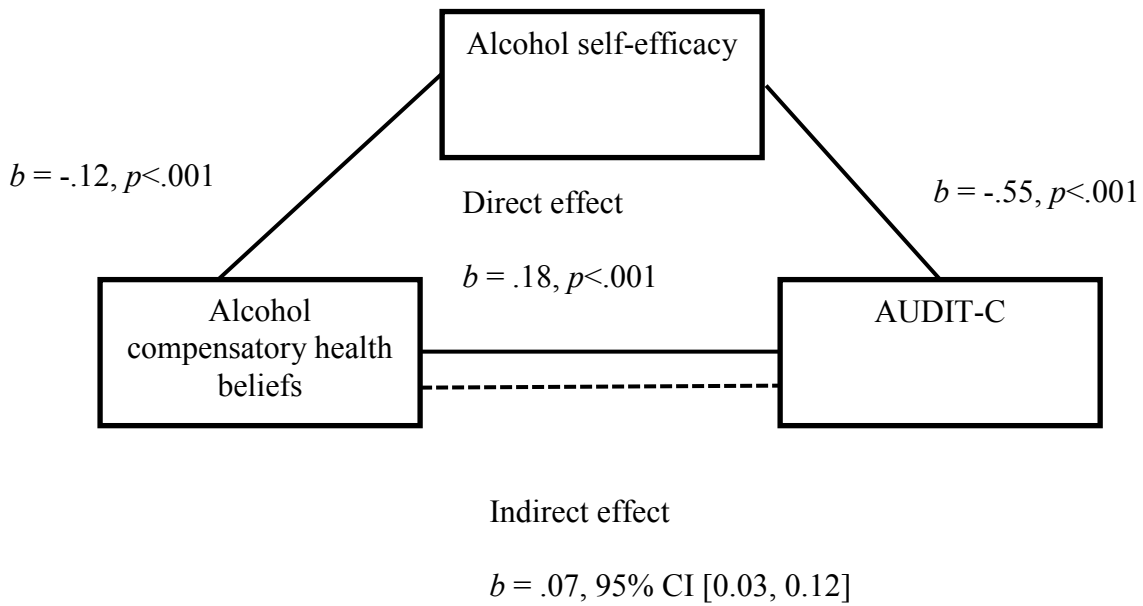 Alcohol self-efficacy
b = -.12, p<.001
b = -.55, p<.001
Direct effect
b = .18, p<.001
Alcohol
compensatory health
beliefs
AUDIT-C
Indirect effect
b = .07, 95% CI [0.03, 0.12]